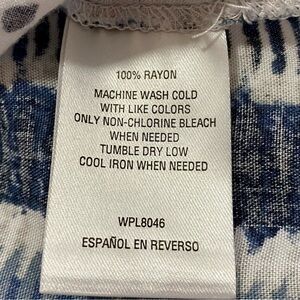 100% RAYON
MACHINE WASH COLD
WITH LIKE COLORS
ONLY NON-CHLORINE BLEACH
WHEN NEEDED
TUMBLE DRY LOW
COOL IRON WHEN NEEDED
WPL8046
ESPAÑOL EN REVERSO